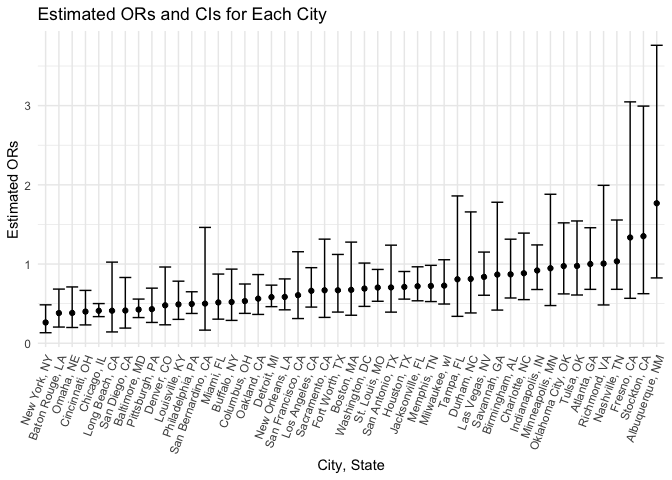 Estimated ORs and CIs for Each City
Estimated ORs
3
2
1
0
New York, NY
Baton Rouge, LA
Omaha, NE
Cincinnati, OH
Chicago, IL
Long Beach, CA
San Diego, CA
Baltimore, MD
Pittsburgh, PA
Denver, CO
Louisville, KY
Philadelphia, PA
San Bernardino, CA
Miami, FL
Buffalo, NY
Columbus, OH
Oakland, CA
Detroit, MI
New Orleans, LA
San Francisco, CA
Los Angeles, CA
Sacramento, CA
Fort Worth, TX
Boston, MA
Washington, DC
St. Louis, MO
San Antonio, TX
Houston, TX
Jacksonville, FL
Memphis, TN
Milwaukee, wI
Tampa, FL
Durham, NC
Las Vegas, NV
Savannah, GA
Birmingham, AL
Charlotte, NC
Indianapolis, IN
Minneapolis, MN
Oklahoma City, OK
Tulsa, OK
Atlanta, GA
Richmond, VA
Nashville, TN
Fresno, CA
Stockton, CA
Albuquerque, NM
City, State